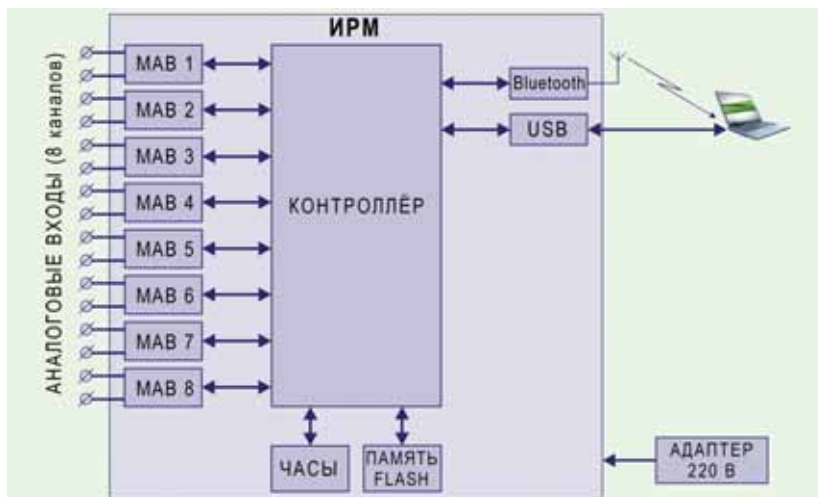 ИРМ
АНАЛОГОВЫЕ ВХОДЫ (8 каналов)
МАВ 1
МАВ 2
МАВ 3
МАВ 4
МАВ 5
МАВ 6
МАВ 7
МАВ 8
КОНТРОЛЛЁР
Bluetooth
USB
ЧАСЫ
ПАМЯТЬ
FLASH
АДАПТЕР
220 В